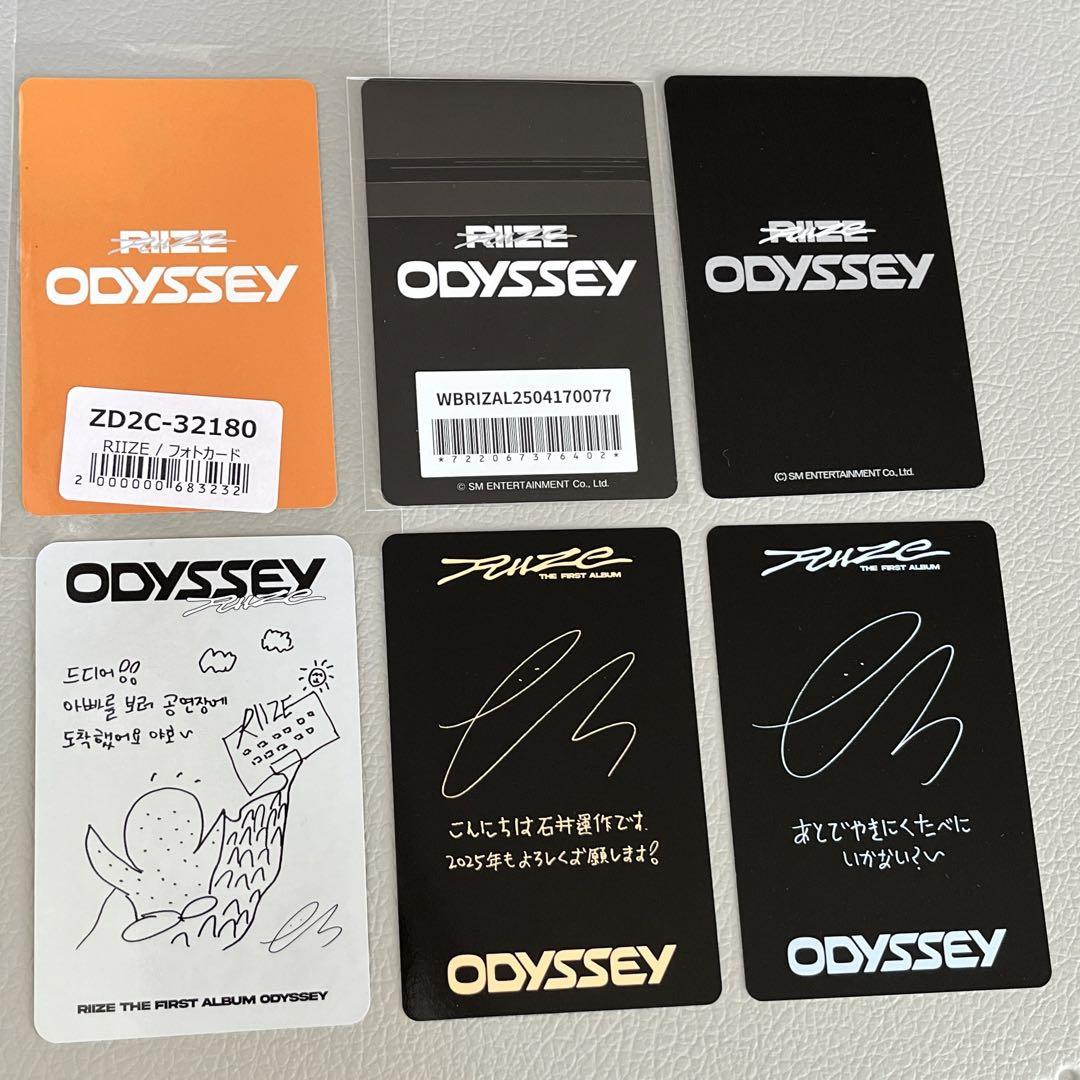 RIIZE
ODYSSEY
ZD2C-32180
RIIZE / フォトカード
2 000000 683232
RIIZE
ODYSSEY
WBRIZAL2504170077
*722067376402*
© SM ENTERTAINMENT Co., Ltd.
RIIZE
ODYSSEY
(C) SM ENTERTAINMENT Co., Ltd.
ODYSSEY
RIIZE
드디어
아빠를 보러 공연장에
도착했어요 야호~
RIIZE
RIIZE THE FIRST ALBUM ODYSSEY
RIIZE
THE FIRST ALBUM
こんにちは石井運作です.
2025年もよろしくお願します!
ODYSSEY
RIIZE
THE FIRST ALBUM
あとでやきにくたべに
いかない?~
ODYSSEY